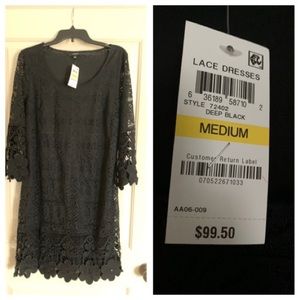 LACE DRESSES
6 36189 58710 2
STYLE 72402
DEEP BLACK
MEDIUM
Customer Return Label
070522671033
AA06-009
$99.50